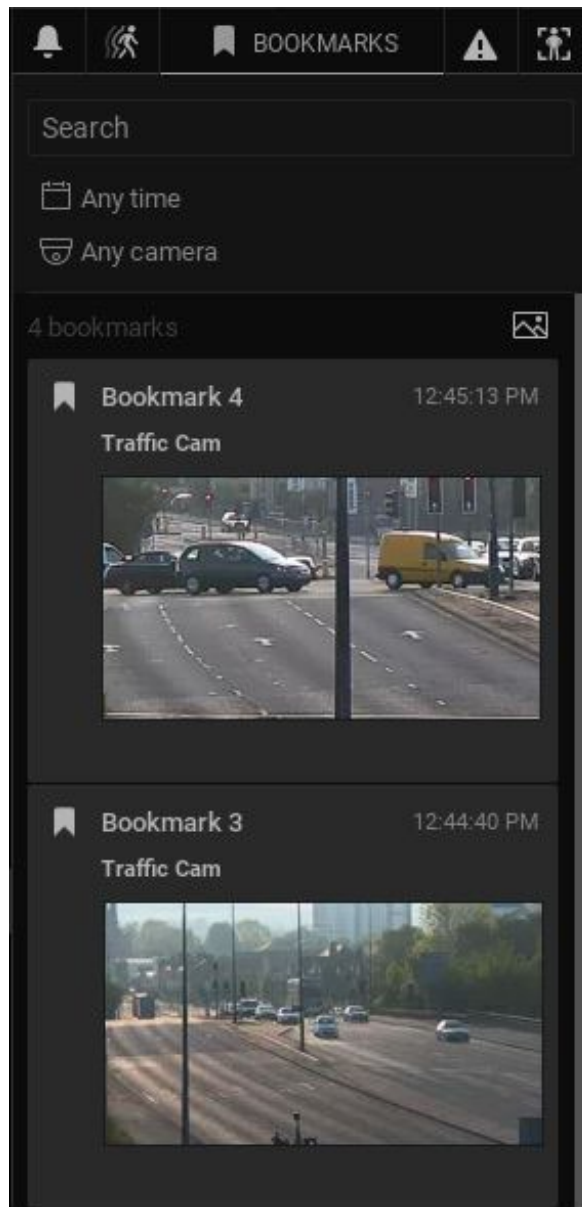 BOOKMARKS
Search
Any time
Any camera
4 bookmarks
Bookmark 4 12:45:13 PM
Traffic Cam
Bookmark 3 12:44:40 PM
Traffic Cam